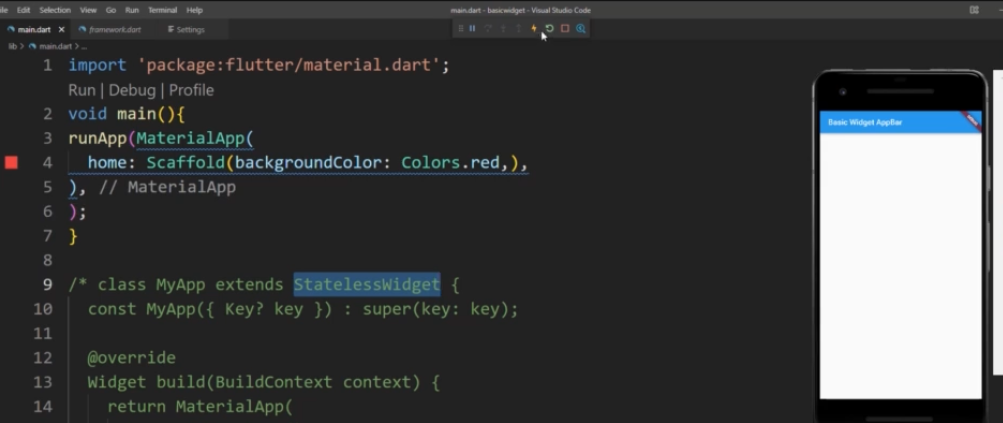 File Edit Selection View Go Run Terminal Help
main.dart - basicwidget - Visual Studio Code
main.dart framework.dart Settings
lib > main.dart > ...
1 import 'package:flutter/material.dart';
Run | Debug | Profile
2 void main(){
3 runApp(MaterialApp(
4 home: Scaffold(backgroundColor: Colors.red,),
5 ), // MaterialApp
6 );
7 }
8
9 /* class MyApp extends StatelessWidget {
10 const MyApp({ Key? key }) : super(key: key);
11
12 @override
13 Widget build(BuildContext context) {
14 return MaterialApp(
Basic Widget AppBar